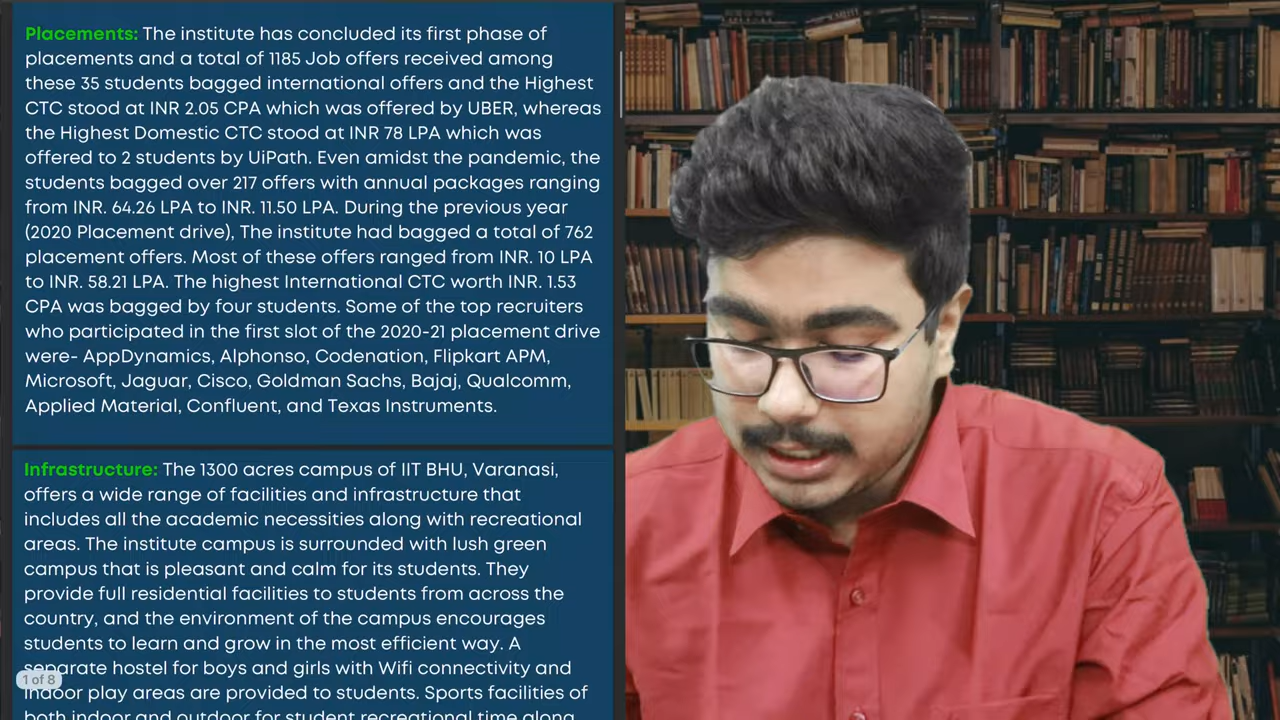 Placements: The institute has concluded its first phase of
placements and a total of 1185 Job offers received among
these 35 students bagged international offers and the Highest
CTC stood at INR 2.05 CPA which was offered by UBER, whereas
the Highest Domestic CTC stood at INR 78 LPA which was
offered to 2 students by UiPath. Even amidst the pandemic, the
students bagged over 217 offers with annual packages ranging
from INR. 64.26 LPA to INR. 11.50 LPA. During the previous year
(2020 Placement drive), The institute had bagged a total of 762
placement offers. Most of these offers ranged from INR. 10 LPA
to INR. 58.21 LPA. The highest International CTC worth INR. 1.53
CPA was bagged by four students. Some of the top recruiters
who participated in the first slot of the 2020-21 placement drive
were- AppDynamics, Alphonso, Codenation, Flipkart APM,
Microsoft, Jaguar, Cisco, Goldman Sachs, Bajaj, Qualcomm,
Applied Material, Confluent, and Texas Instruments.
Infrastructure: The 1300 acres campus of IIT BHU, Varanasi,
offers a wide range of facilities and infrastructure that
includes all the academic necessities along with recreational
areas. The institute campus is surrounded with lush green
campus that is pleasant and calm for its students. They
provide full residential facilities to students from across the
country, and the environment of the campus encourages
students to learn and grow in the most efficient way. A
separate hostel for boys and girls with Wifi connectivity and
1 of 8
indoor play areas are provided to students. Sports facilities of
both indoor and outdoor for student recreational time along